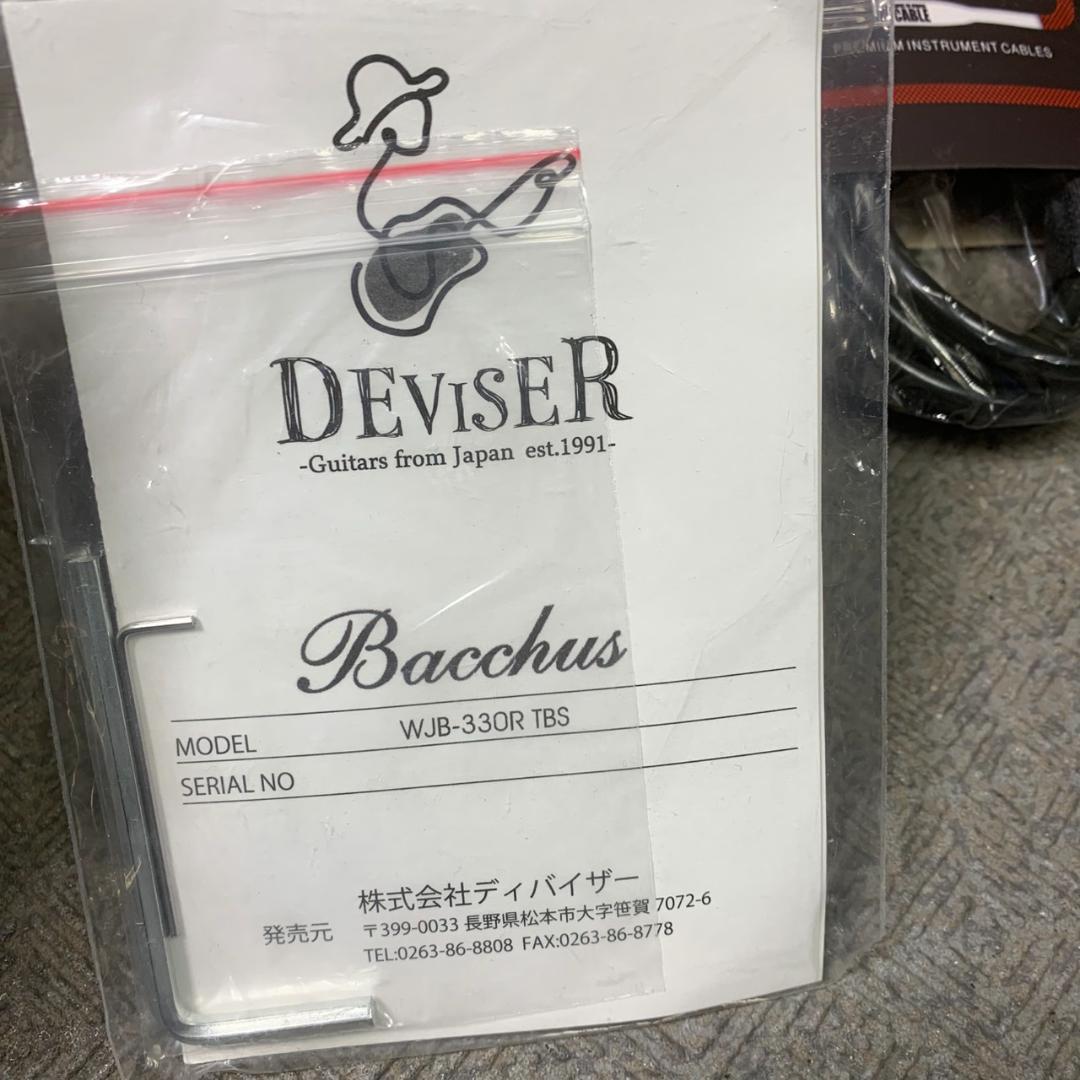 CABLE
PREMIUM INSTRUMENT CABLES
DEVISER
-Guitars from Japan est.1991-
Bacchus
MODEL WJB-330R TBS
SERIAL NO
株式会社ディバイザー
発売元 〒399-0033 長野県松本市大字笹賀 7072-6
TEL:0263-86-8808 FAX:0263-86-8778